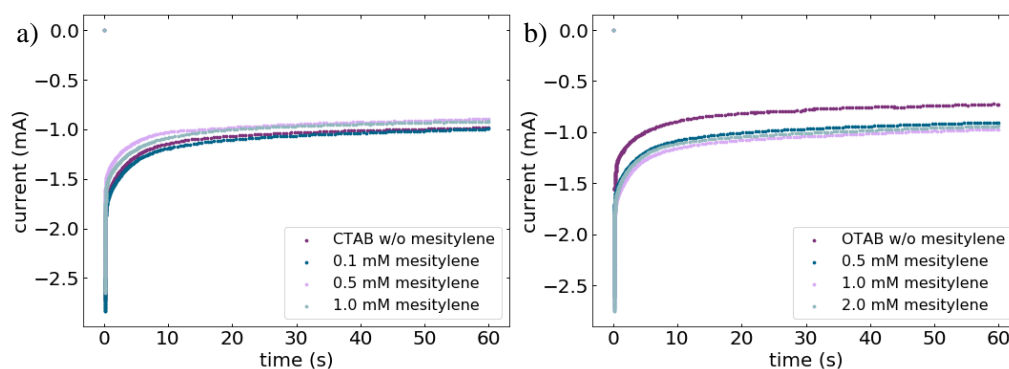 a)
0.0
−0.5
−1.0
−1.5
−2.0
−2.5
current (mA)
CTAB w/o mesitylene
0.1 mM mesitylene
0.5 mM mesitylene
1.0 mM mesitylene
0 10 20 30 40 50 60
time (s)
b)
0.0
−0.5
−1.0
−1.5
−2.0
−2.5
current (mA)
OTAB w/o mesitylene
0.5 mM mesitylene
1.0 mM mesitylene
2.0 mM mesitylene
0 10 20 30 40 50 60
time (s)